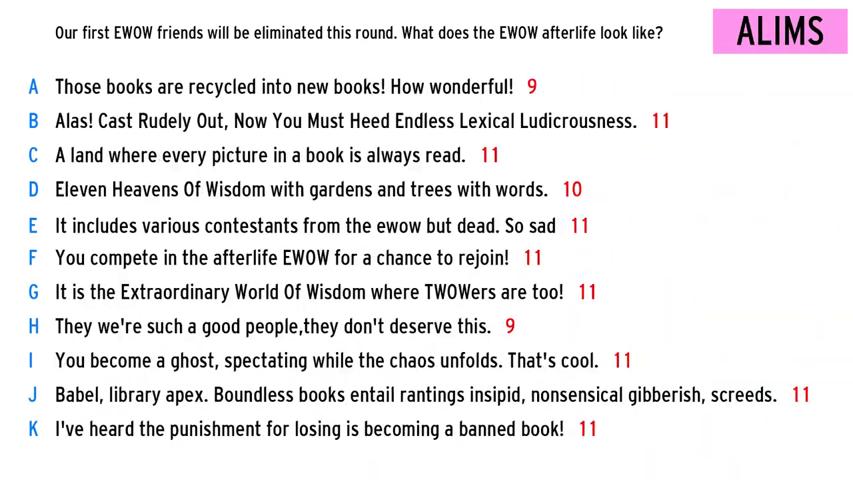 Our first EWOW friends will be eliminated this round. What does the EWOW afterlife look like?
ALIMS
A Those books are recycled into new books! How wonderful! 9
B Alas! Cast Rudely Out, Now You Must Heed Endless Lexical Ludicrousness. 11
C A land where every picture in a book is always read. 11
D Eleven Heavens Of Wisdom with gardens and trees with words. 10
E It includes various contestants from the ewow but dead. So sad 11
F You compete in the afterlife EWOW for a chance to rejoin! 11
G It is the Extraordinary World Of Wisdom where TWOWers are too! 11
H They we're such a good people,they don't deserve this. 9
I You become a ghost, spectating while the chaos unfolds. That's cool. 11
J Babel, library apex. Boundless books entail rantings insipid, nonsensical gibberish, screeds. 11
K I've heard the punishment for losing is becoming a banned book! 11